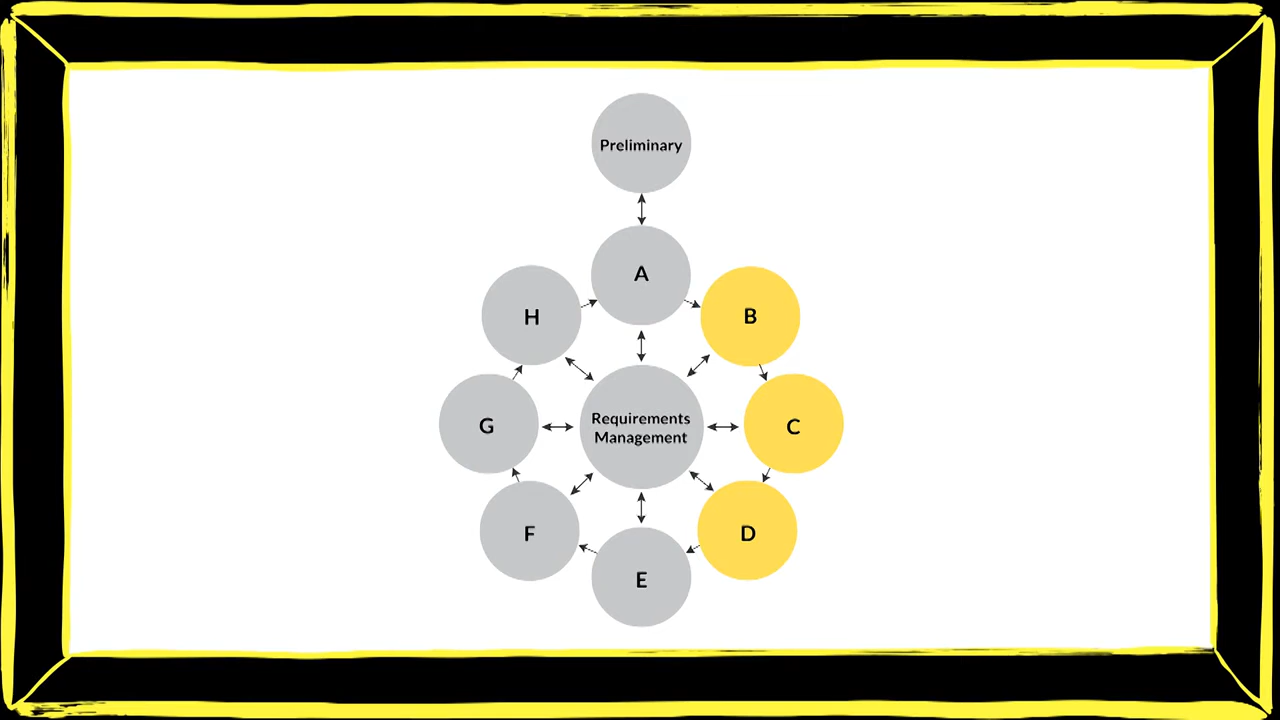 Preliminary
A
H
B
G
Requirements
Management
C
F
D
E